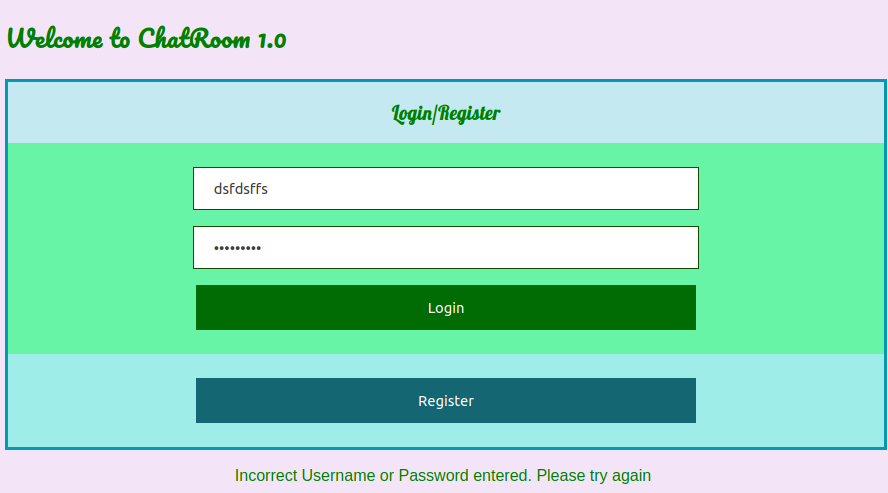 Welcome to ChatRoom 1.0
Login/Register
dsfdsffs
•••••••••
Login
Register
Incorrect Username or Password entered. Please try again